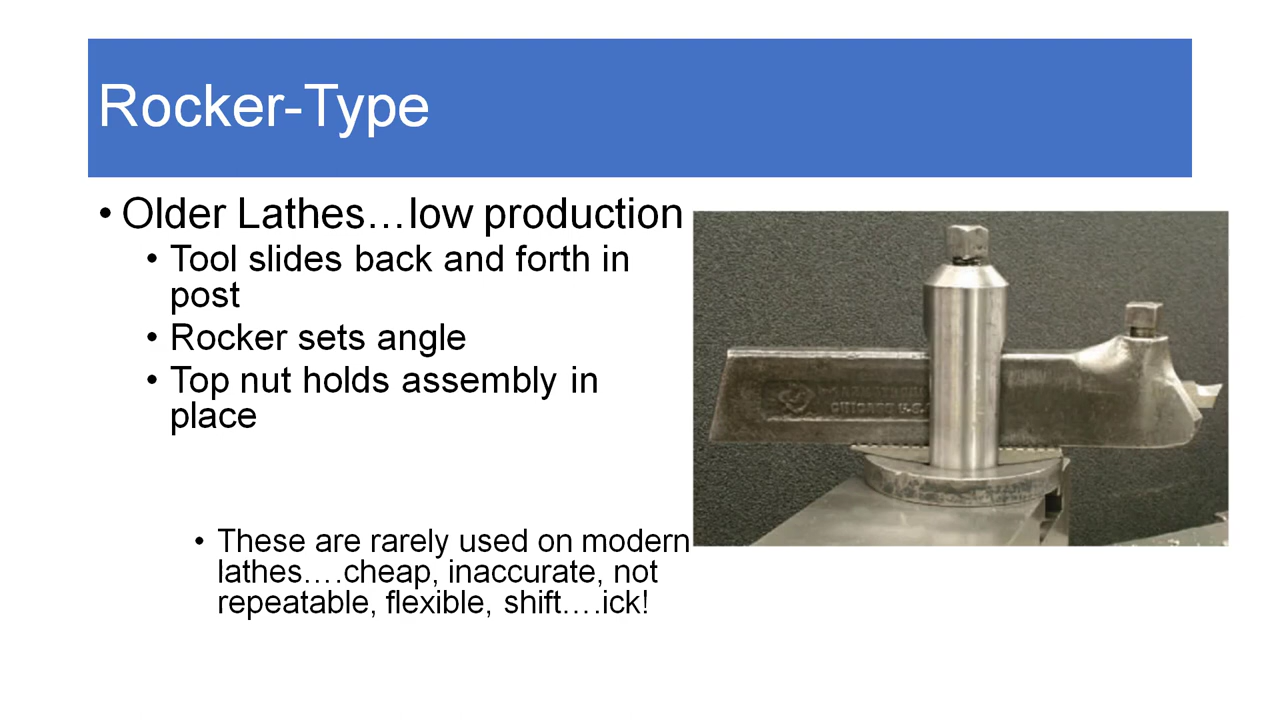 Rocker-Type
• Older Lathes…low production
• Tool slides back and forth in
post
• Rocker sets angle
• Top nut holds assembly in
place
• These are rarely used on modern
lathes….cheap, inaccurate, not
repeatable, flexible, shift….ick!